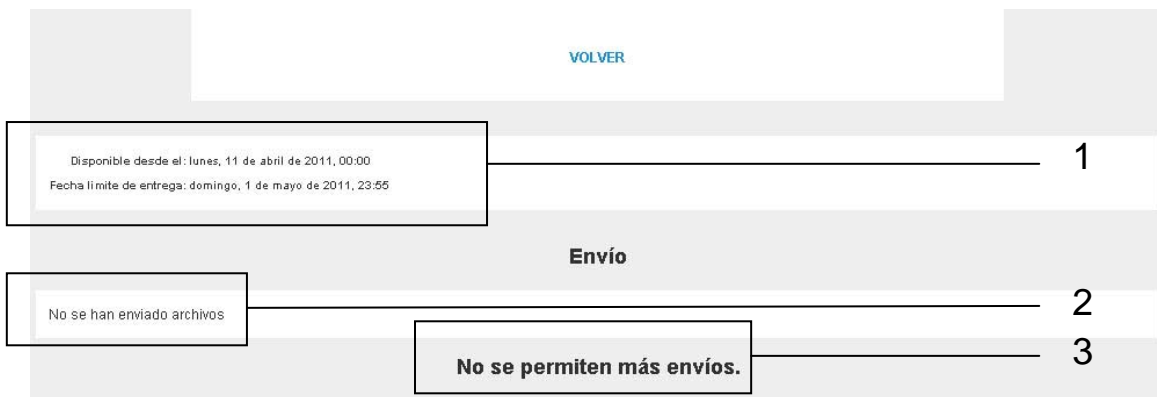 VOLVER
Disponible desde el: lunes, 11 de abril de 2011, 00:00
1
Fecha límite de entrega: domingo, 1 de mayo de 2011, 23:55
Envío
No se han enviado archivos
2
No se permiten más envíos.
3